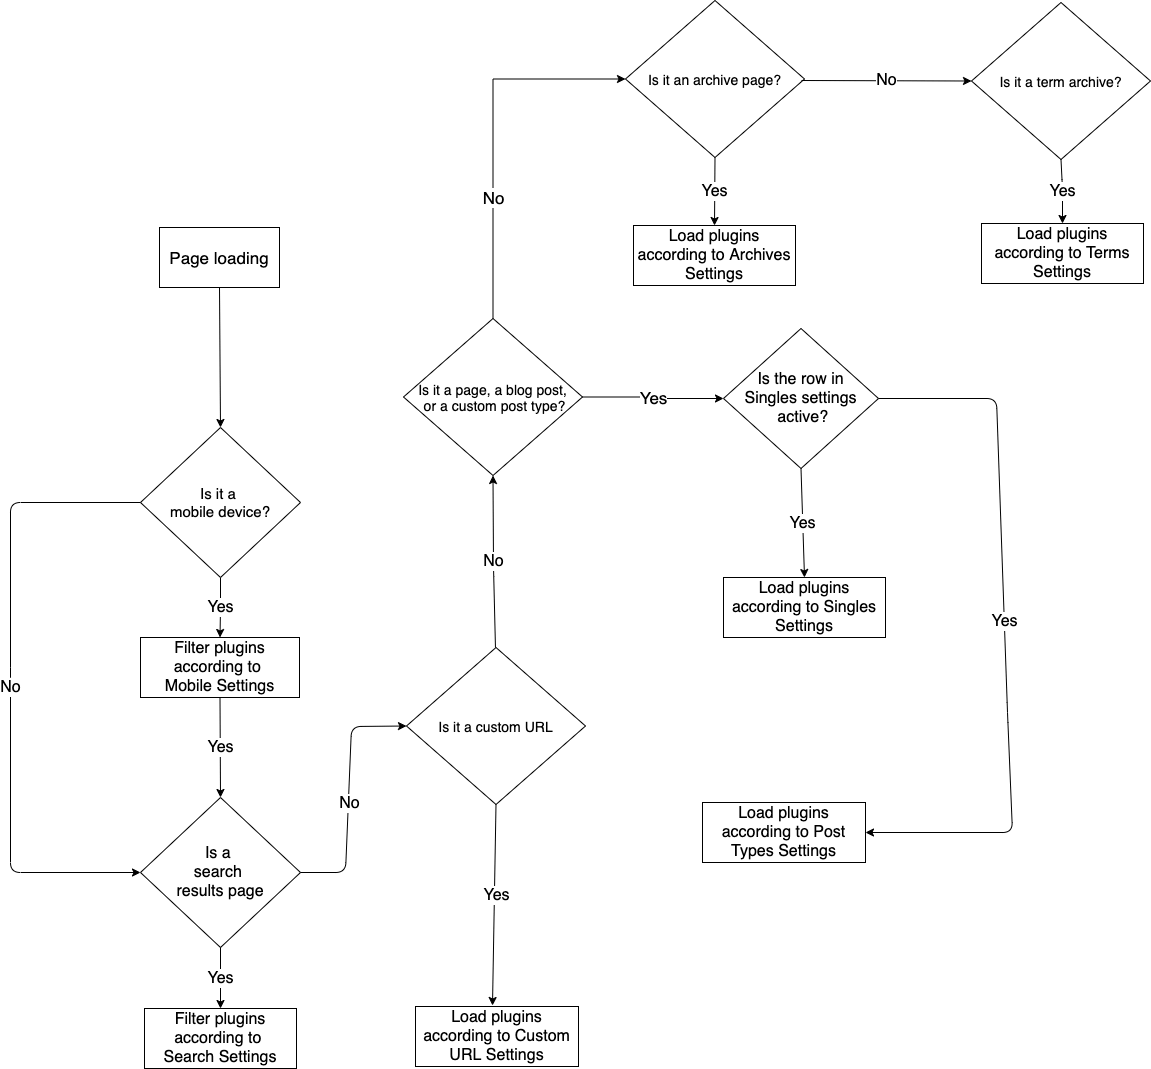 Is it an archive page?
No
Is it a term archive?
Yes
Yes
Load plugins
according to Archives
Settings
Load plugins
according to Terms
Settings
No
Page loading
Is it a page, a blog post,
or a custom post type?
Yes
Is the row in
Singles settings
active?
Is it a
mobile device?
Yes
No
Yes
Load plugins
according to Singles
Settings
Yes
Filter plugins
according to
Mobile Settings
No
Yes
Is it a custom URL
Yes
No
Load plugins
according to Post
Types Settings
Is a
search
results page
Yes
Yes
Filter plugins
according to
Search Settings
Load plugins
according to Custom
URL Settings